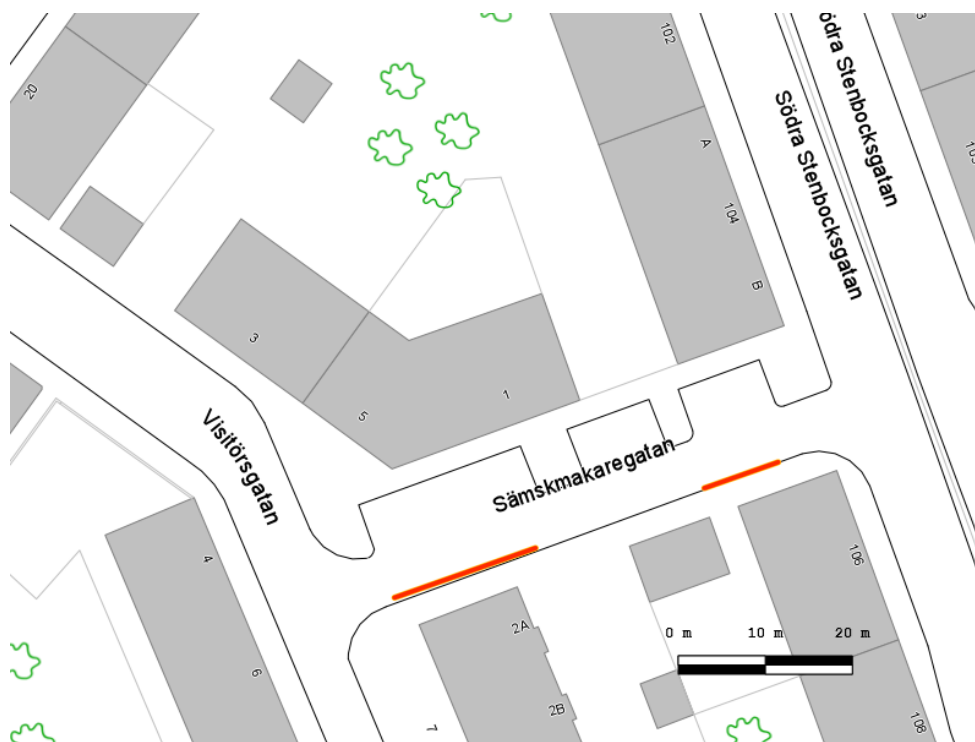 20
102
A
104
B
Södra Stenbocksgatan
Södra Stenbocksgatan
3
5
1
Visitörsgatan
Sämskmakaregatan
4
6
2A
2B
7
106
108
0 m 10 m 20 m